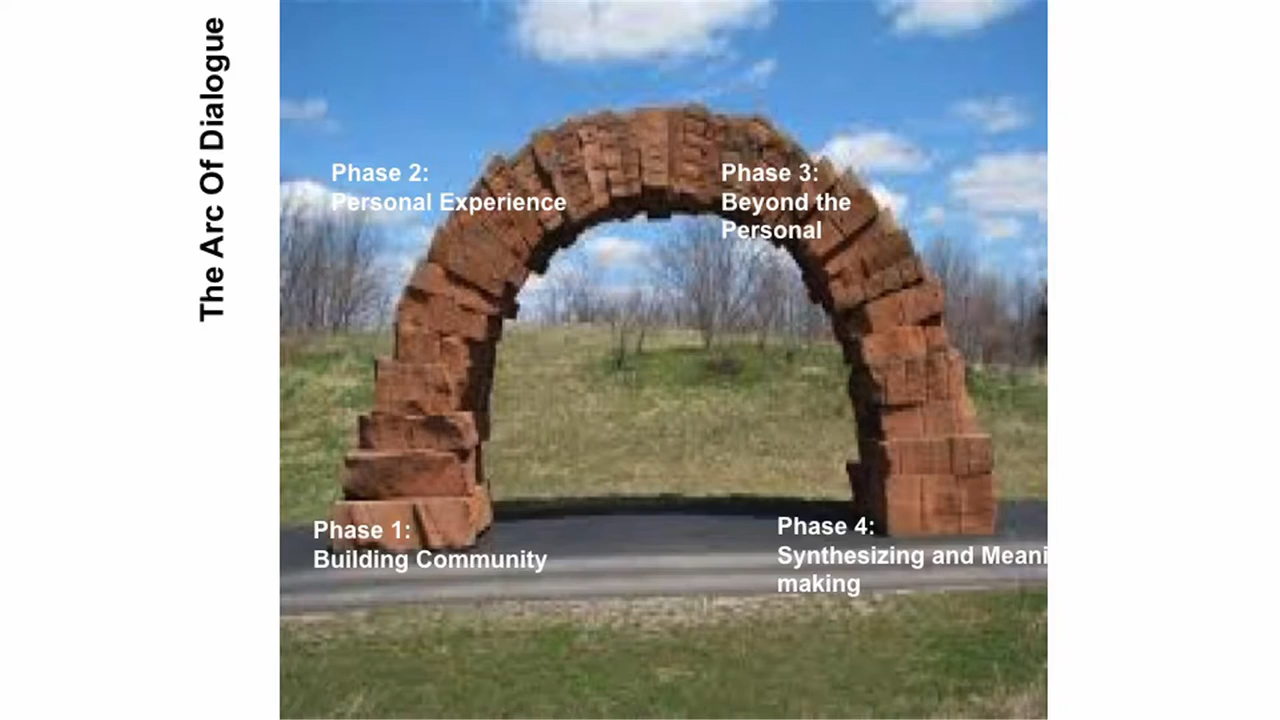 The Arc Of Dialogue
Phase 2:
Personal Experience
Phase 3:
Beyond the
Personal
Phase 1:
Building Community
Phase 4:
Synthesizing and Meani
making